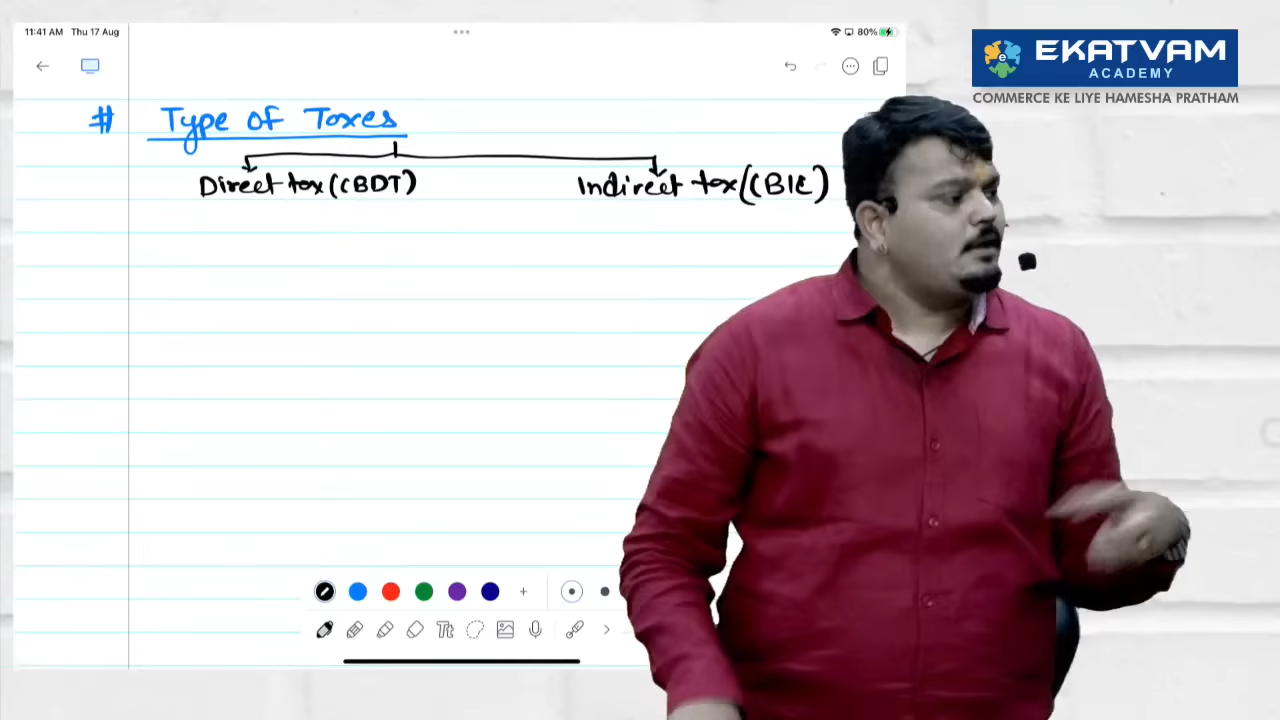 11:41 AM Thu 17 Aug
80%
EKATVAM
ACADEMY
COMMERCE KE LIYE HAMESHA PRATHAM
# Type of Taxes
Direct tax (CBDT)
Indirect tax (CBIC)
Tt